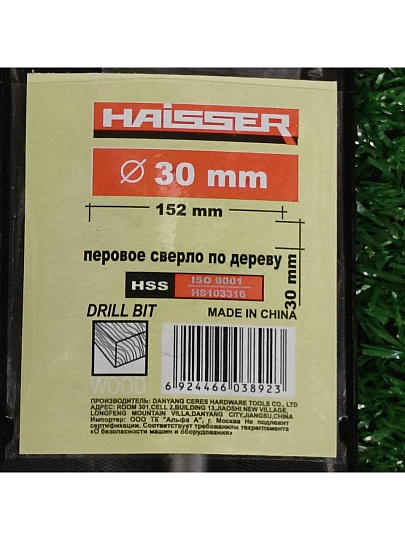 HAISSER
Ø 30 mm
152 mm
перовое сверло по дереву
30 mm
HSS ISO 9001
HS103316
DRILL BIT MADE IN CHINA
WOOD
6 924466 038923
ПРОИЗВОДИТЕЛЬ: DANYANG CERES HARDWARE TOOLS CO., LTD
АДРЕС: ROOM 301,CELL 2,BUILDING 13,JIAOSHI NEW VILLAGE,
LONGFENG MOUNTAIN VILLA,DANYANG CITY,JIANGSU,CHINA
Импортер: ООО ТК "Альфа А", г. Москва Не подлежит
сертификации. Соответствует требованиям техрегламента
«О безопасности машин и оборудования»